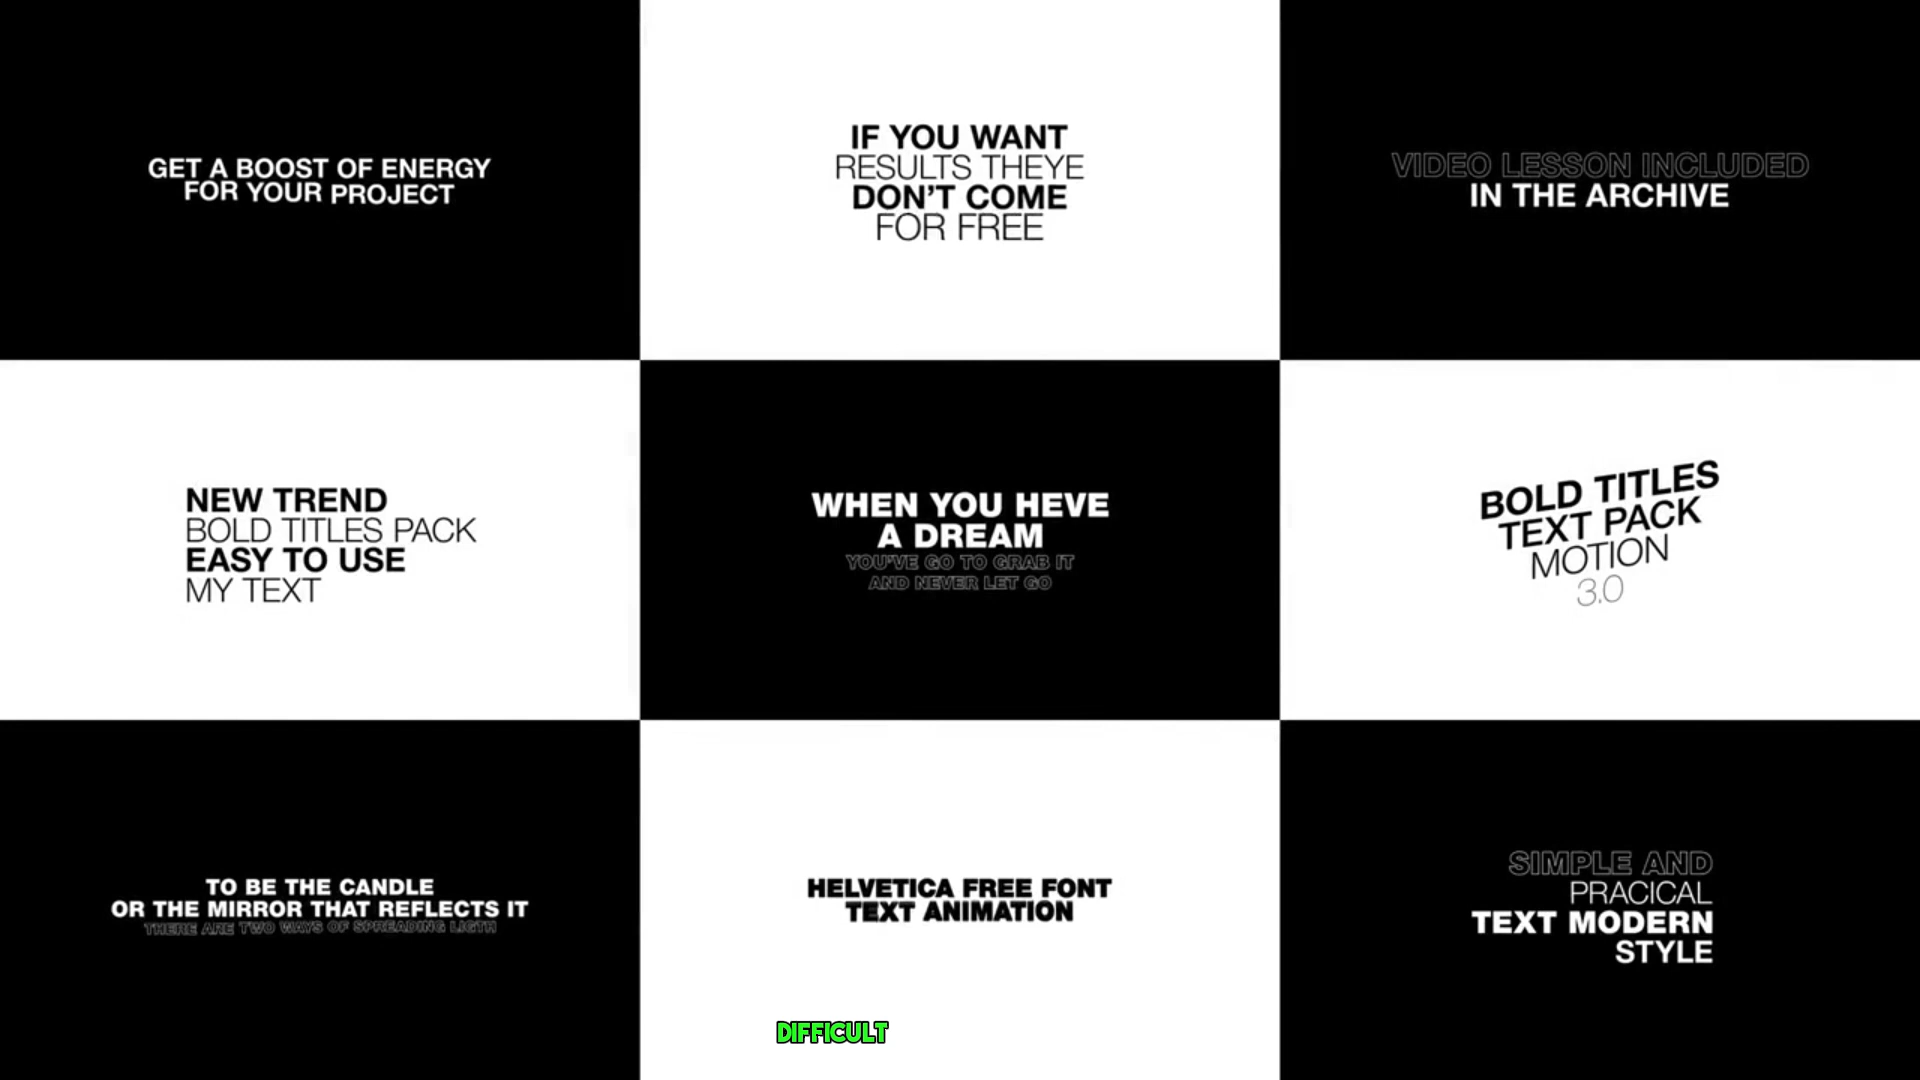 GET A BOOST OF ENERGY
FOR YOUR PROJECT
IF YOU WANT
RESULTS THEYE
DON'T COME
FOR FREE
VIDEO LESSON INCLUDED
IN THE ARCHIVE
NEW TREND
BOLD TITLES PACK
EASY TO USE
MY TEXT
WHEN YOU HEVE
A DREAM
YOU'VE GO TO GRAB IT
AND NEVER LET GO
BOLD TITLES
TEXT PACK
MOTION
3.0
TO BE THE CANDLE
OR THE MIRROR THAT REFLECTS IT
THERE ARE TWO WAYS OF SPREADING LIGTH
HELVETICA FREE FONT
TEXT ANIMATION
SIMPLE AND
PRACICAL
TEXT MODERN
STYLE
DIFFICULT